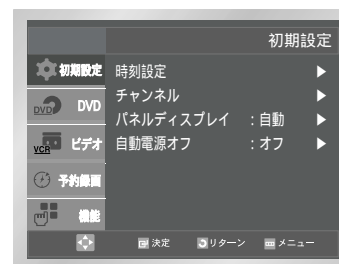 初期設定
初期設定
時刻設定 ▶
チャンネル ▶
パネルディスプレイ :自動 ▶
自動電源オフ :オフ ▶
DVD DVD
VCR ビデオ
予約録画
機能
決定 リターン メニュー